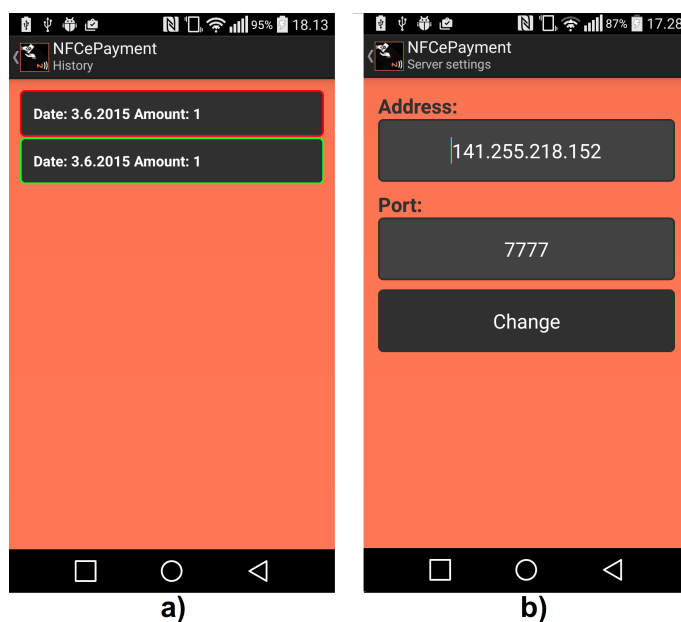 95% 18.13
NFCePayment
History
Date: 3.6.2015 Amount: 1
Date: 3.6.2015 Amount: 1
a)
87% 17.28
NFCePayment
Server settings
Address:
141.255.218.152
Port:
7777
Change
b)